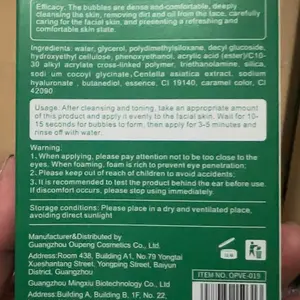 Efficacy. The bubbles are dense and comfortable, deeply
cleansing the skin, removing dirt and oil from the face, carefully
caring for the facial skin, and presenting a refreshing and
comfortable skin state.
Ingredients: water, glycerol, polydimethylsiloxane, decyl glucoside,
hydroxyethyl cellulose, phenoxyethanol, acrylic acid (ester)/C10-
30 alkyl acrylate cross-linked polymer, triethanolamine, silica,
sodi um cocoyl glycinate, Centella asiatica extract, sodium
hyaluronate , butanediol, essence, CI 19140, caramel color, CI
42090
Usage: After cleansing and toning, take an appropriate amount
of this product and apply it evenly to the facial skin. Wait for 10-
15 seconds for bubbles to form, then apply for 3-5 minutes and
rinse off with water.
Warning:
1.When applying, please pay attention not to be too close to the
eyes. When foaming, foam is rich to prevent eye penetration;
2.Please keep out of reach of children to avoid accidents;
3.It is recommended to test the product behind the ear before use.
If discomfort occurs, please stop using immediately.
Storage conditions: Please place in a dry and ventilated place,
avoiding direct sunlight
Manufacturer&Distributed by
Guangzhou Oupeng Cosmetics Co., Ltd.
Address:Room 438, Building A1, No.79 Yongtai
Xueshantang Street, Yongping Street, Baiyun
District, Guangzhou
Guangzhou Mingxiu Biotechnology Co., Ltd
Address:Building A, Building B, 1F, No. 22,
ITEM NO.: OPVE-015